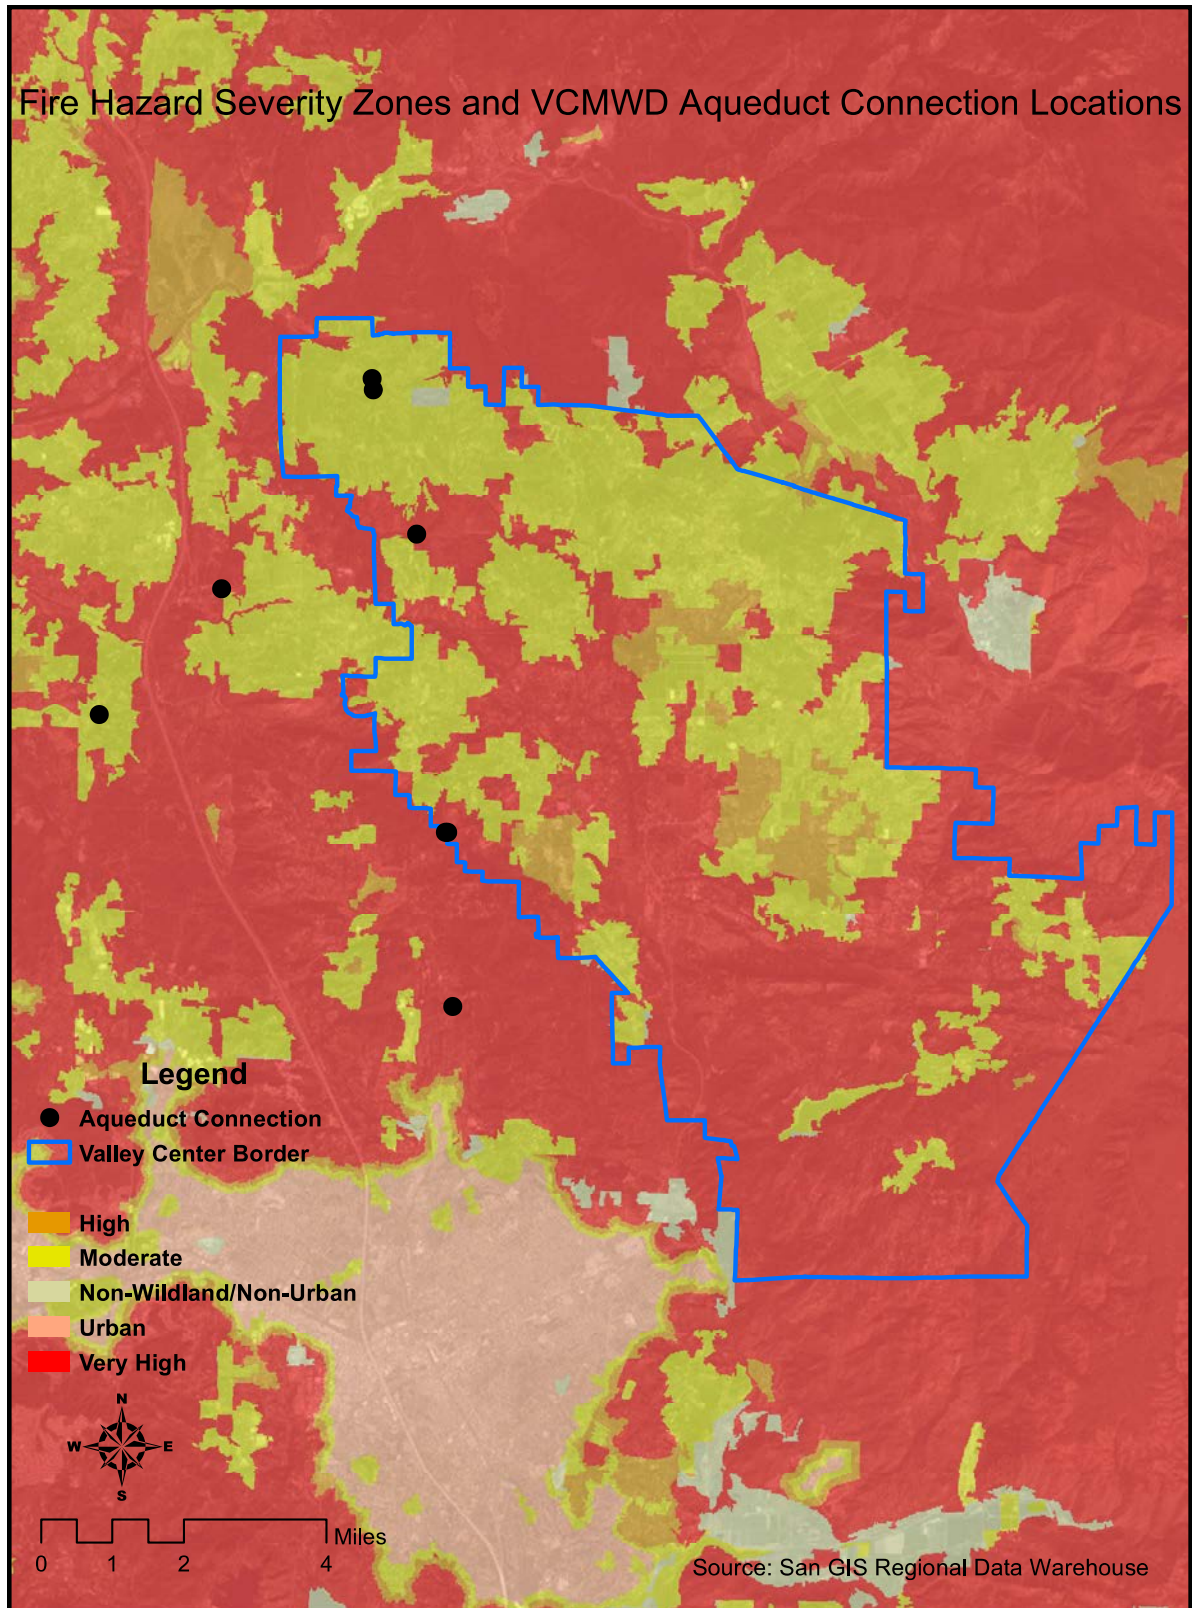 Fire Hazard Severity Zones and VCMWD Aqueduct Connection Locations
Legend
Aqueduct Connection
Valley Center Border
High
Moderate
Non-Wildland/Non-Urban
Urban
Very High
N
W E
S
Miles
0 1 2 4
Source: San GIS Regional Data Warehouse